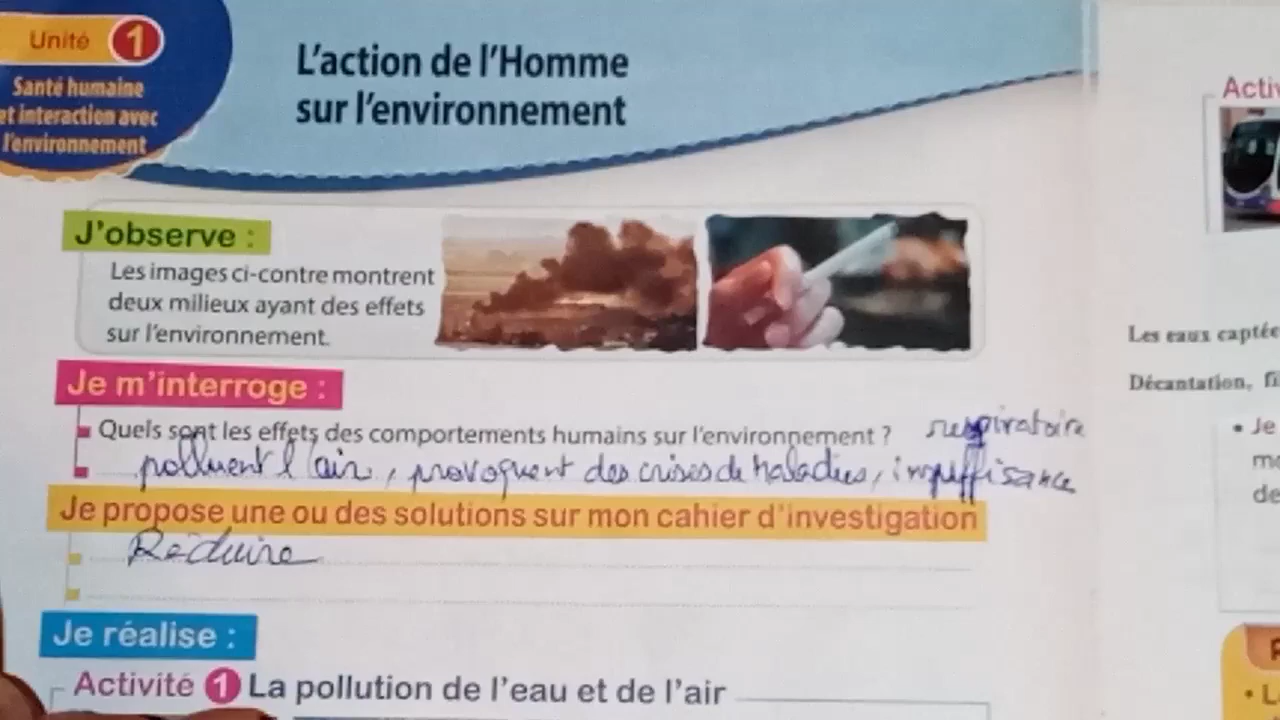 Unité 1
Santé humaine
et interaction avec
l'environnement
L'action de l'Homme
sur l'environnement
J'observe :
Les images ci-contre montrent
deux milieux ayant des effets
sur l'environnement.
Je m'interroge :
Quels sont les effets des comportements humains sur l'environnement ?
respiratoire
polluent l'air, provoquent des crises de maladies,
Je propose une ou des solutions sur mon cahier d'investigation
Réduire
Je réalise :
Activité 1 La pollution de l'eau et de l'air
Activ
Les eaux captée
Décantation,
• Je
de
• L